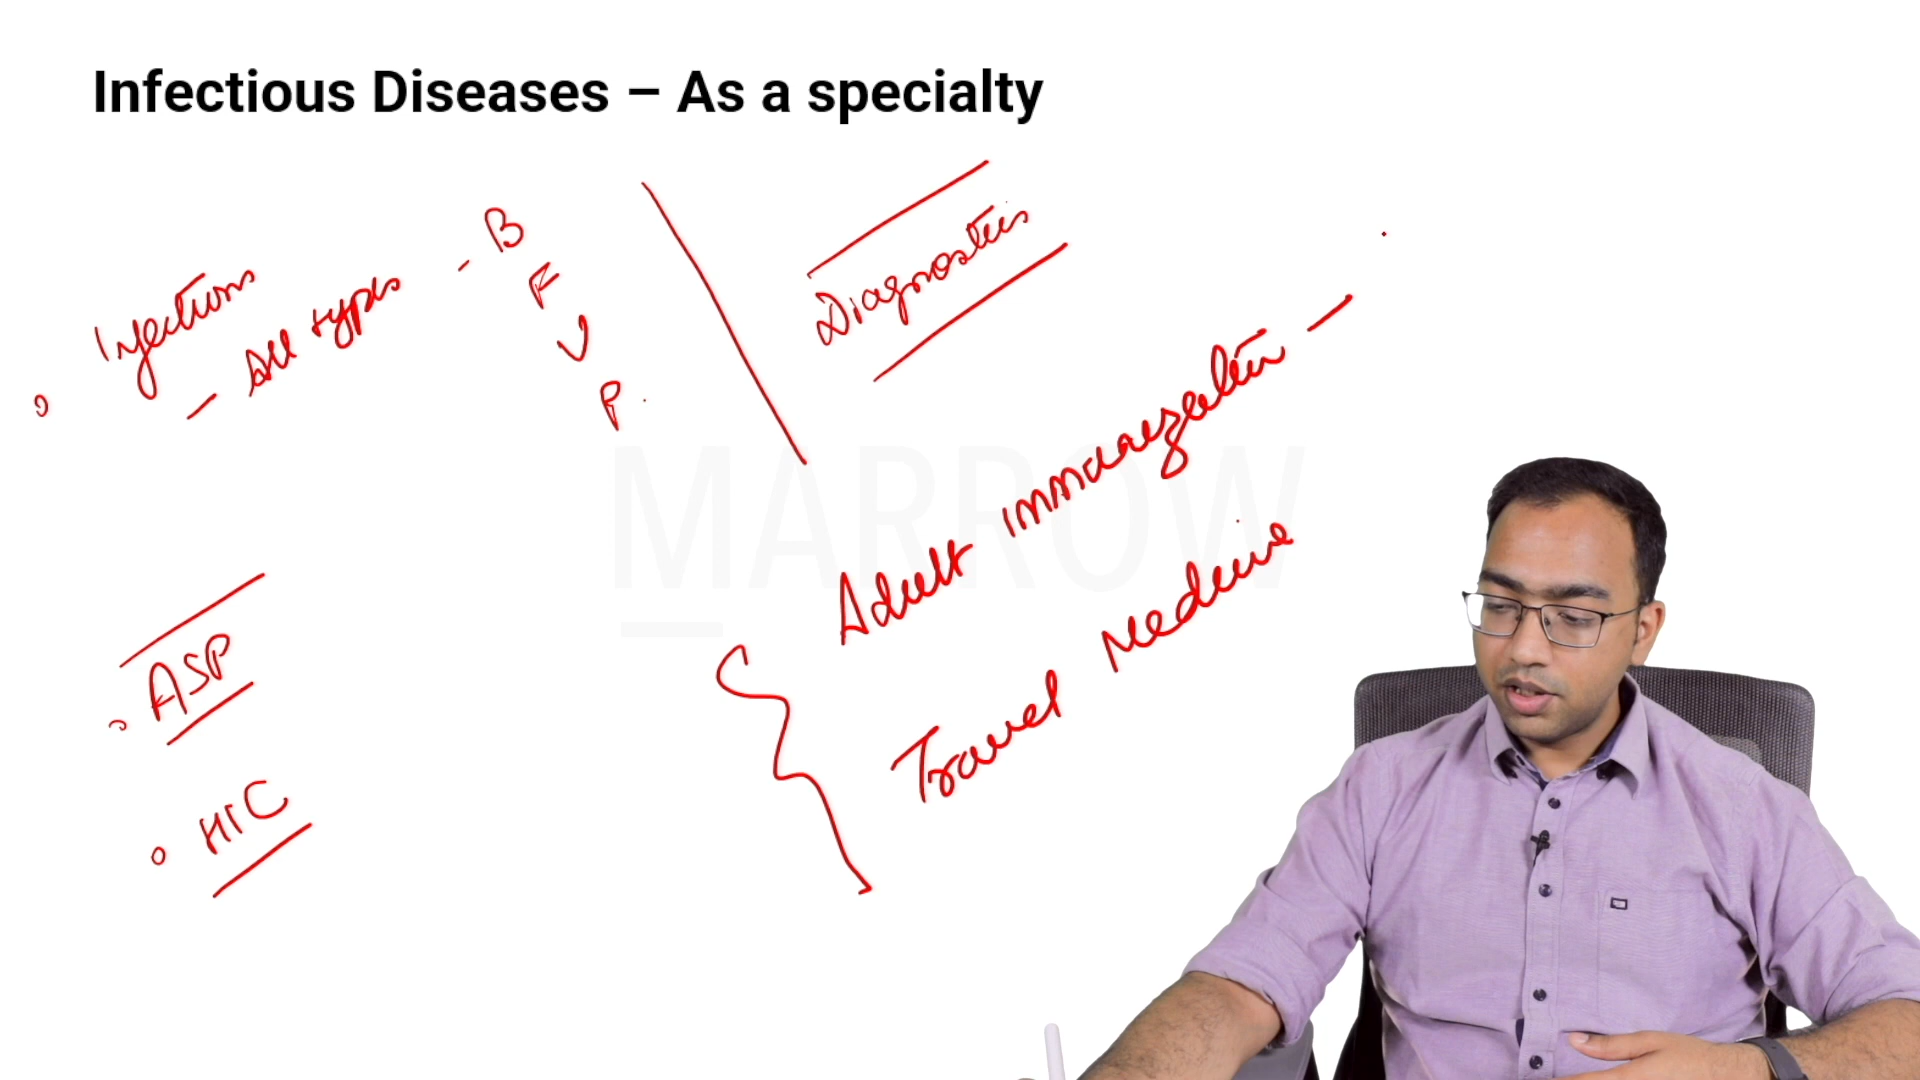 Infectious Diseases – As a specialty
Infections
- All types - B
F
V
P
Diagnostics
Adult immunization -
Travel Medicine
ASP
HIC
MARROW